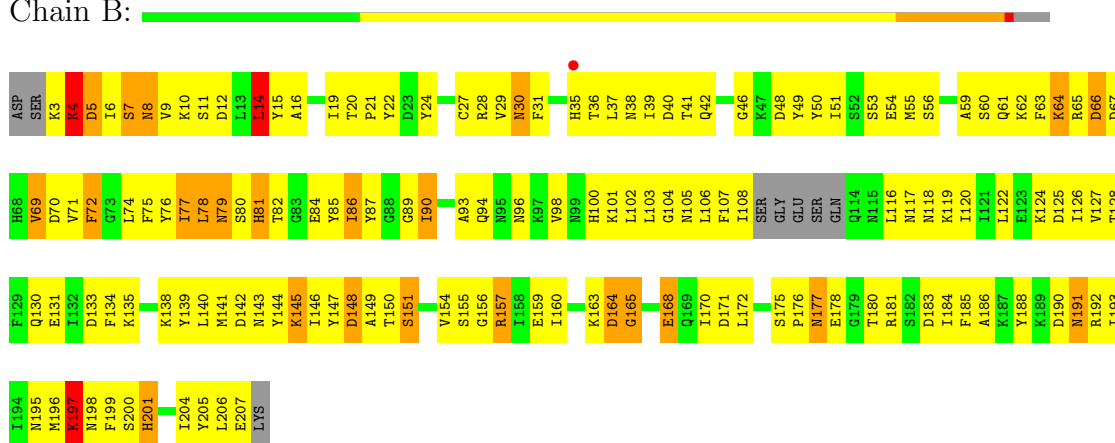 Chain B:
ASP SER K3 K4 D5 I6 S7 N8 V9 K10 S11 D12 L13 L14 Y15 A16 I19 T20 P21 Y22 D23 Y24 C27 R28 V29 N30 F31 H35 T36 L37 N38 I39 D40 T41 Q42 G46 K47 D48 Y49 Y50 I51 S52 S53 E54 M55 S56 A59 S60 Q61 K62 F63 K64 R65 D66 D67
H68 V69 D70 V71 F72 G73 L74 F75 Y76 I77 L78 N79 S80 H81 T82 G83 E84 Y85 I86 Y87 G88 G89 I90 A93 Q94 N95 N96 K97 V98 N99 H100 K101 L102 L103 G104 N105 L106 F107 I108 SER GLY GLU SER GLN Q114 N115 L116 N117 N118 K119 I120 I121 L122 E123 K124 D125 I126 V127 T128
F129 Q130 E131 I132 D133 F134 K135 K138 Y139 L140 M141 D142 N143 Y144 K145 I146 Y147 D148 A149 T150 S151 V154 S155 G156 R157 I158 E159 I160 K163 D164 G165 E168 Q169 I170 D171 L172 S175 P176 N177 E178 G179 T180 R181 S182 D183 I184 F185 A186 K187 Y188 K189 D190 N191 R192 I193
I194 N195 M196 K197 N198 F199 S200 H201 I204 Y205 L206 E207 LYS